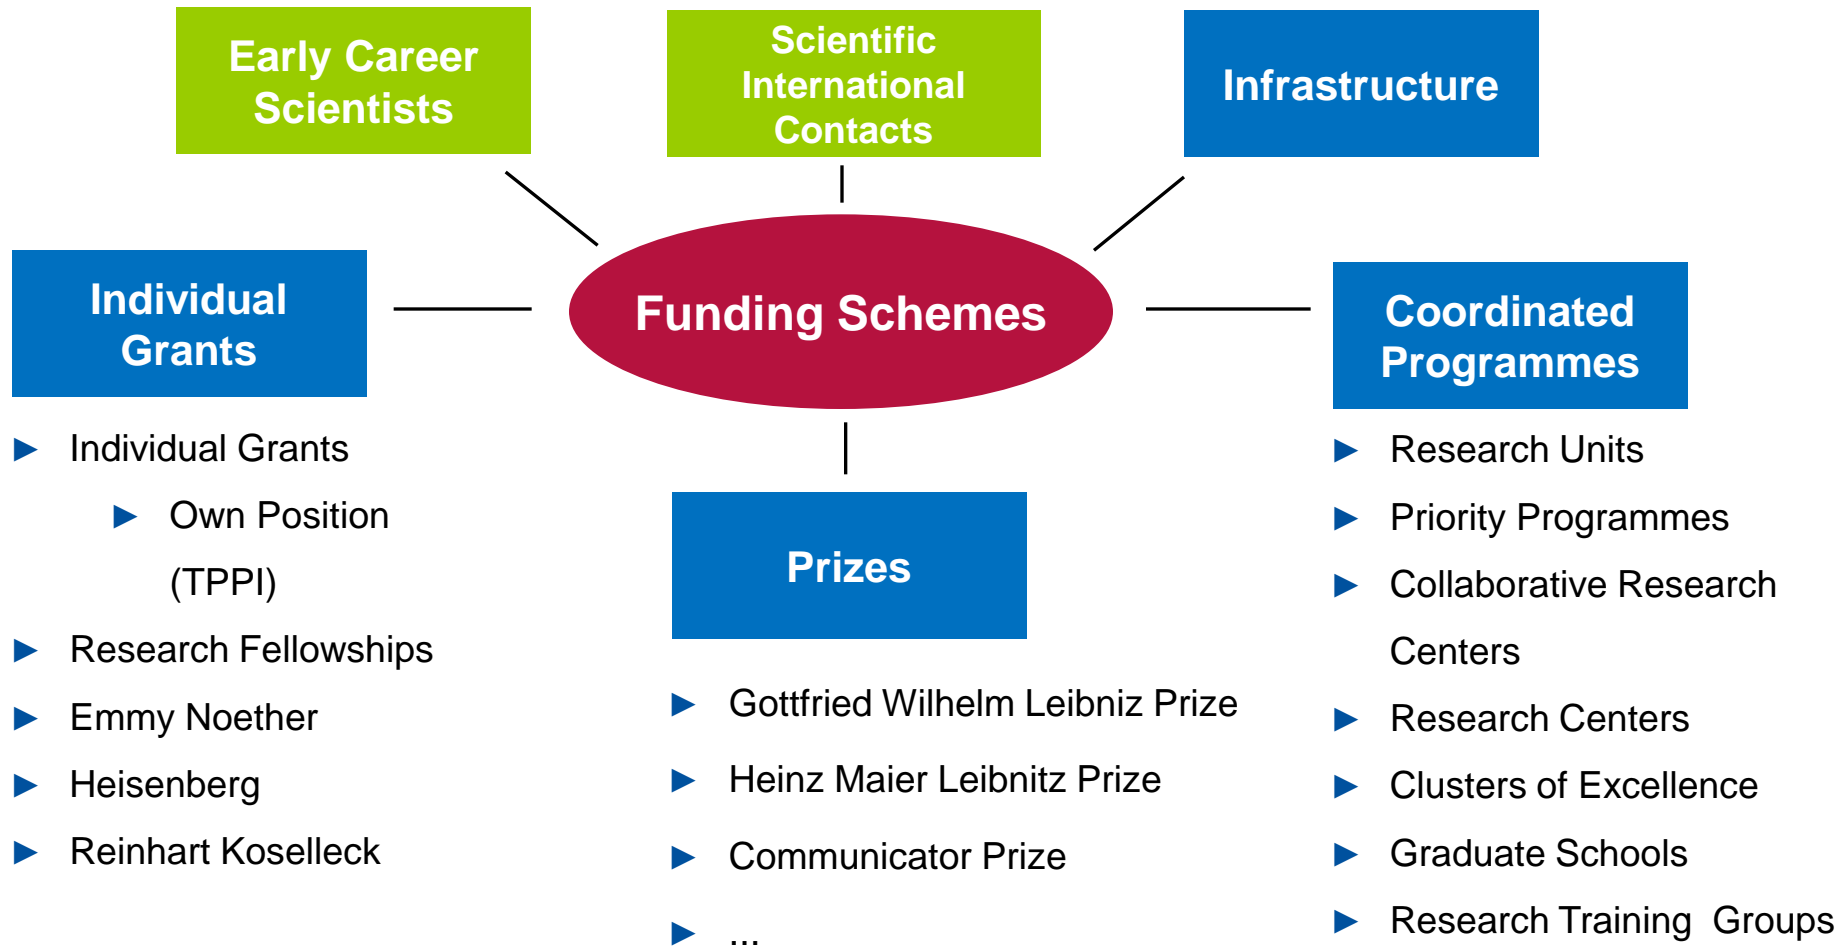 Early Career
Scientists
Scientific
International
Contacts
Infrastructure
Individual
Grants
Funding Schemes
Coordinated
Programmes
► Individual Grants
► Own Position
(TPPI)
► Research Fellowships
► Emmy Noether
► Heisenberg
► Reinhart Koselleck
Prizes
► Gottfried Wilhelm Leibniz Prize
► Heinz Maier Leibnitz Prize
► Communicator Prize
► ...
► Research Units
► Priority Programmes
► Collaborative Research
Centers
► Research Centers
► Clusters of Excellence
► Graduate Schools
► Research Training  Groups